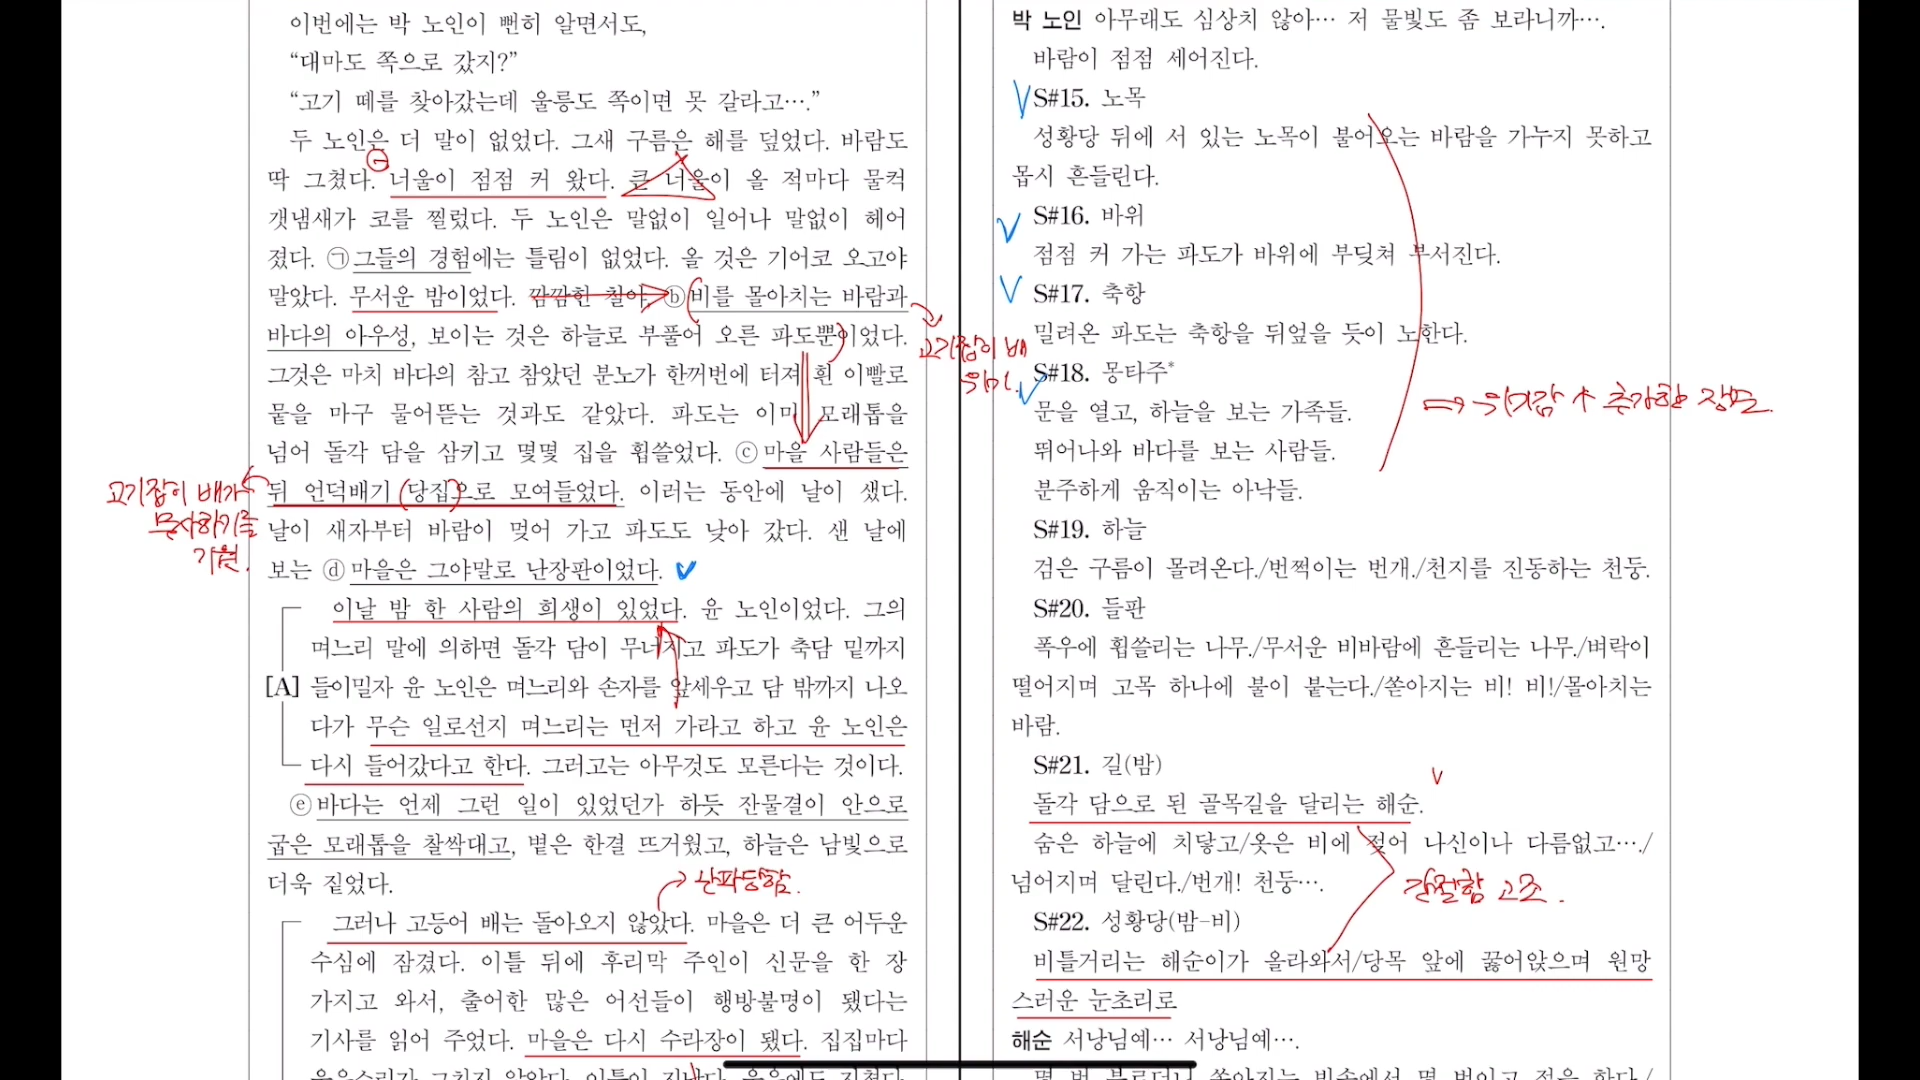 이번에는 박 노인이 뻔히 알면서도,
“대마도 쪽으로 갔지?”
“고기 떼를 찾아갔는데 울릉도 쪽이면 못 갈라고….”
두 노인은 더 말이 없었다. 그새 구름은 해를 덮었다. 바람도
딱 그쳤다. 너울이 점점 커 왔다. 큰 너울이 올 적마다 물컥
갯냄새가 코를 찔렀다. 두 노인은 말없이 일어나 말없이 헤어
졌다. ㉠그들의 경험에는 틀림이 없었다. 올 것은 기어코 오고야
말았다. 무서운 밤이었다. 깜깜한 칠야, ⓑ비를 몰아치는 바람과
바다의 아우성, 보이는 것은 하늘로 부풀어 오른 파도뿐이었다.
고기잡이 배
위기.
그것은 마치 바다의 참고 참았던 분노가 한꺼번에 터져 흰 이빨로
뭍을 마구 물어뜯는 것과도 같았다. 파도는 이미 모래톱을
넘어 돌각 담을 삼키고 몇몇 집을 휩쓸었다. ⓒ마을 사람들은
뒤 언덕배기 (당집)으로 모여들었다. 이러는 동안에 날이 샜다.
고기잡이 배가
무사하기를
기원.
날이 새자부터 바람이 멎어 가고 파도도 낮아 갔다. 샌 날에
보는 ⓓ마을은 그야말로 난장판이었다.
이날 밤 한 사람의 희생이 있었다. 윤 노인이었다. 그의
며느리 말에 의하면 돌각 담이 무너지고 파도가 축담 밑까지
[A] 들이밀자 윤 노인은 며느리와 손자를 앞세우고 담 밖까지 나오
다가 무슨 일로선지 며느리는 먼저 가라고 하고 윤 노인은
다시 들어갔다고 한다. 그러고는 아무것도 모른다는 것이다.
ⓔ바다는 언제 그런 일이 있었던가 하듯 잔물결이 안으로
굽은 모래톱을 찰싹대고, 볕은 한결 뜨거웠고, 하늘은 남빛으로
더욱 짙었다.
난파당함.
그러나 고등어 배는 돌아오지 않았다. 마을은 더 큰 어두운
수심에 잠겼다. 이틀 뒤에 후리막 주인이 신문을 한 장
가지고 와서, 출어한 많은 어선들이 행방불명이 됐다는
기사를 읽어 주었다. 마을은 다시 수라장이 됐다. 집집마다
박 노인 아무래도 심상치 않아… 저 물빛도 좀 보라니까….
바람이 점점 세어진다.
S#15. 노목
성황당 뒤에 서 있는 노목이 불어오는 바람을 가누지 못하고
몹시 흔들린다.
S#16. 바위
점점 커 가는 파도가 바위에 부딪쳐 부서진다.
S#17. 축항
밀려온 파도는 축항을 뒤엎을 듯이 노한다.
S#18. 몽타주*
문을 열고, 하늘을 보는 가족들.
위기감 ↑ 추가한 장면.
뛰어나와 바다를 보는 사람들.
분주하게 움직이는 아낙들.
S#19. 하늘
검은 구름이 몰려온다./번쩍이는 번개./천지를 진동하는 천둥.
S#20. 들판
폭우에 휩쓸리는 나무./무서운 비바람에 흔들리는 나무./벼락이
떨어지며 고목 하나에 불이 붙는다./쏟아지는 비! 비!/몰아치는
바람.
S#21. 길(밤)
돌각 담으로 된 골목길을 달리는 해순.
숨은 하늘에 치닿고/옷은 비에 젖어 나신이나 다름없고…./
넘어지며 달린다./번개! 천둥….
간절함 고조.
S#22. 성황당(밤-비)
비틀거리는 해순이가 올라와서/당목 앞에 꿇어앉으며 원망
스러운 눈초리로
해순 서낭님예… 서낭님예….